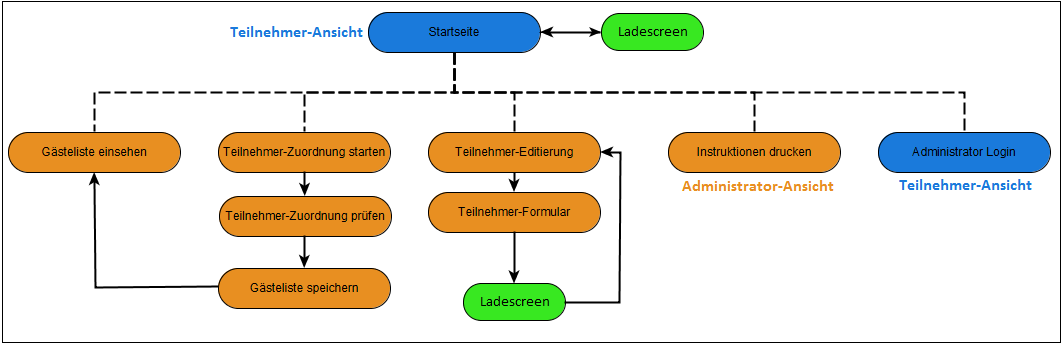 Teilnehmer-Ansicht
Startseite
Ladescreen
Gästeliste einsehen
Teilnehmer-Zuordnung starten
Teilnehmer-Editierung
Instruktionen drucken
Administrator Login
Administrator-Ansicht
Teilnehmer-Ansicht
Teilnehmer-Zuordnung prüfen
Teilnehmer-Formular
Gästeliste speichern
Ladescreen